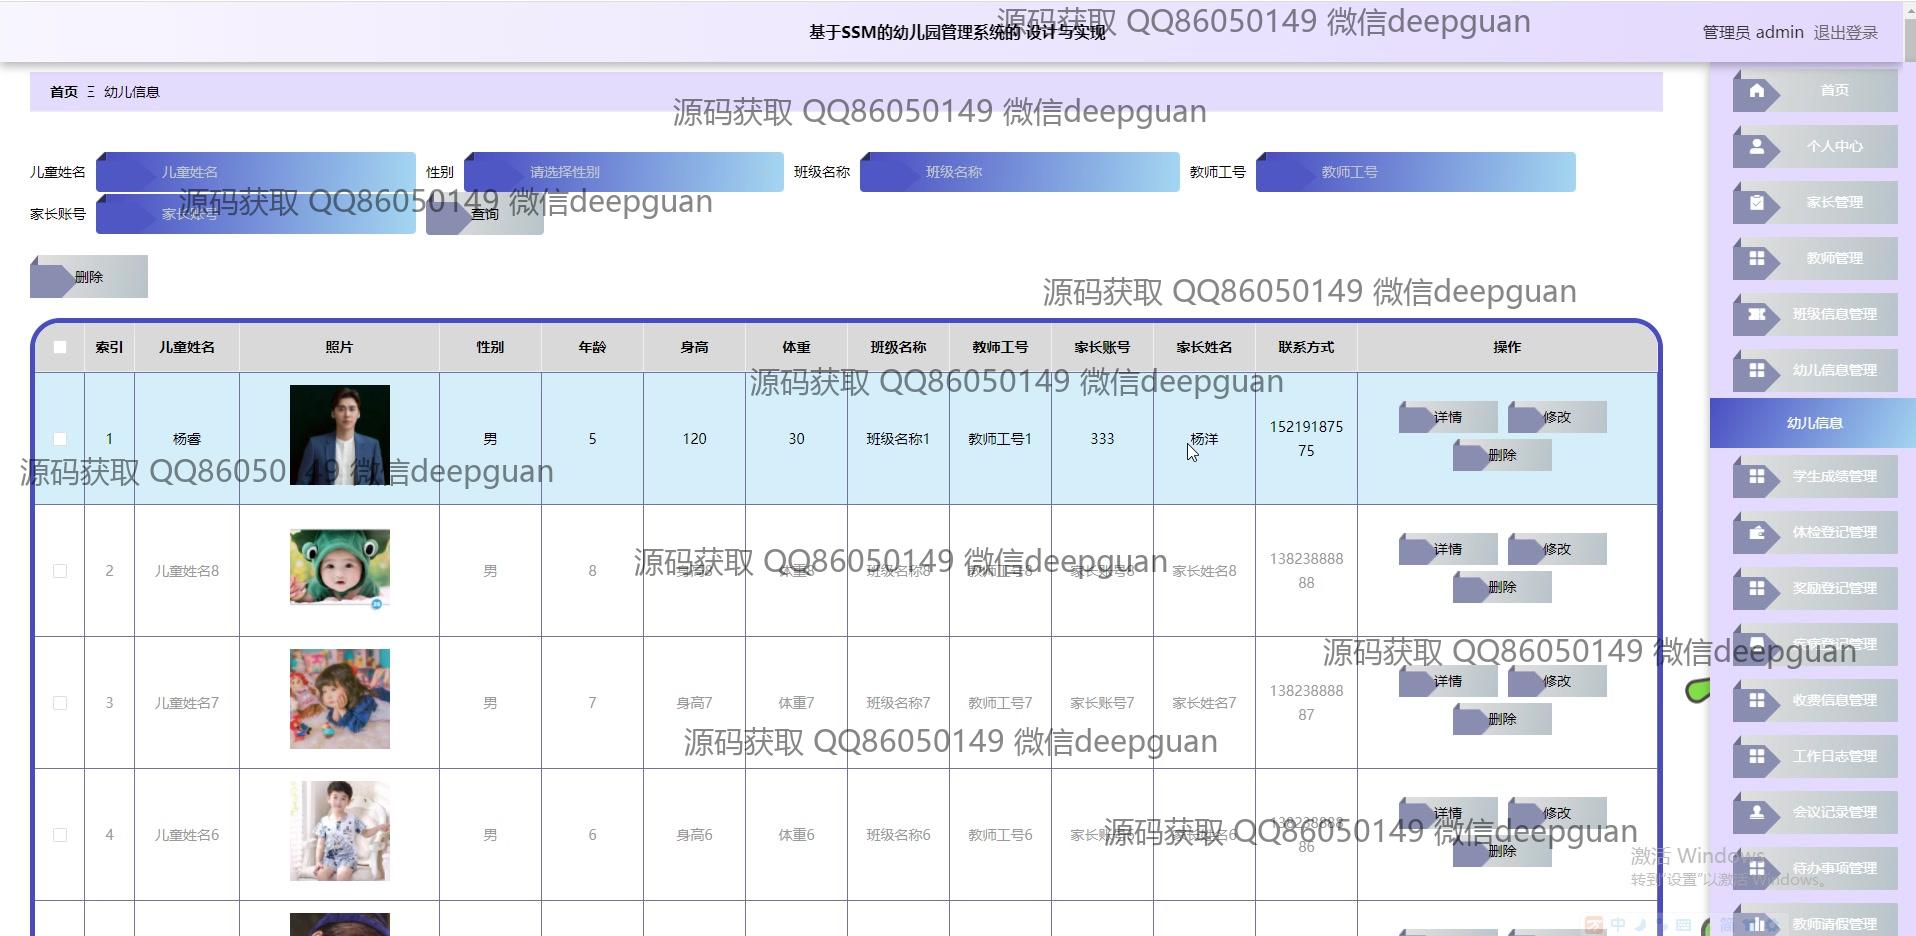 基于SSM的幼儿园管理系统的 设计与实现
源码获取 QQ86050149 微信deepguan
管理员 admin 退出登录
首页 Ξ 幼儿信息
源码获取 QQ86050149 微信deepguan
儿童姓名 儿童姓名 性别 请选择性别 班级名称 班级名称 教师工号 教师工号
家长账号 家长账号 查询
源码获取 QQ86050149 微信deepguan
删除
源码获取 QQ86050149 微信deepguan
索引 儿童姓名 照片 性别 年龄 身高 体重 班级名称 教师工号 家长账号 家长姓名 联系方式 操作
源码获取 QQ86050149 微信deepguan
1 杨睿 男 5 120 30 班级名称1 教师工号1 333 杨洋 152191875
75
详情 修改
删除
源码获取 QQ86050149 微信deepguan
2 儿童姓名8 男 8 身高8 体重8 班级名称8 教师工号8 家长账号8 家长姓名8 138238888
88
详情 修改
删除
源码获取 QQ86050149 微信deepguan
3 儿童姓名7 男 7 身高7 体重7 班级名称7 教师工号7 家长账号7 家长姓名7 138238888
87
详情 修改
删除
源码获取 QQ86050149 微信deepguan
源码获取 QQ86050149 微信deepguan
4 儿童姓名6 男 6 身高6 体重6 班级名称6 教师工号6 家长账号6 家长姓名6 138238888
86
详情 修改
删除
源码获取 QQ86050149 微信deepguan
首页
个人中心
家长管理
教师管理
班级信息管理
幼儿信息管理
幼儿信息
学生成绩管理
体检登记管理
奖励登记管理
疾病登记管理
收费信息管理
工作日志管理
会议记录管理
待办事项管理
教师请假管理
激活 Windows
转到"设置"以激活 Windows。
中
简